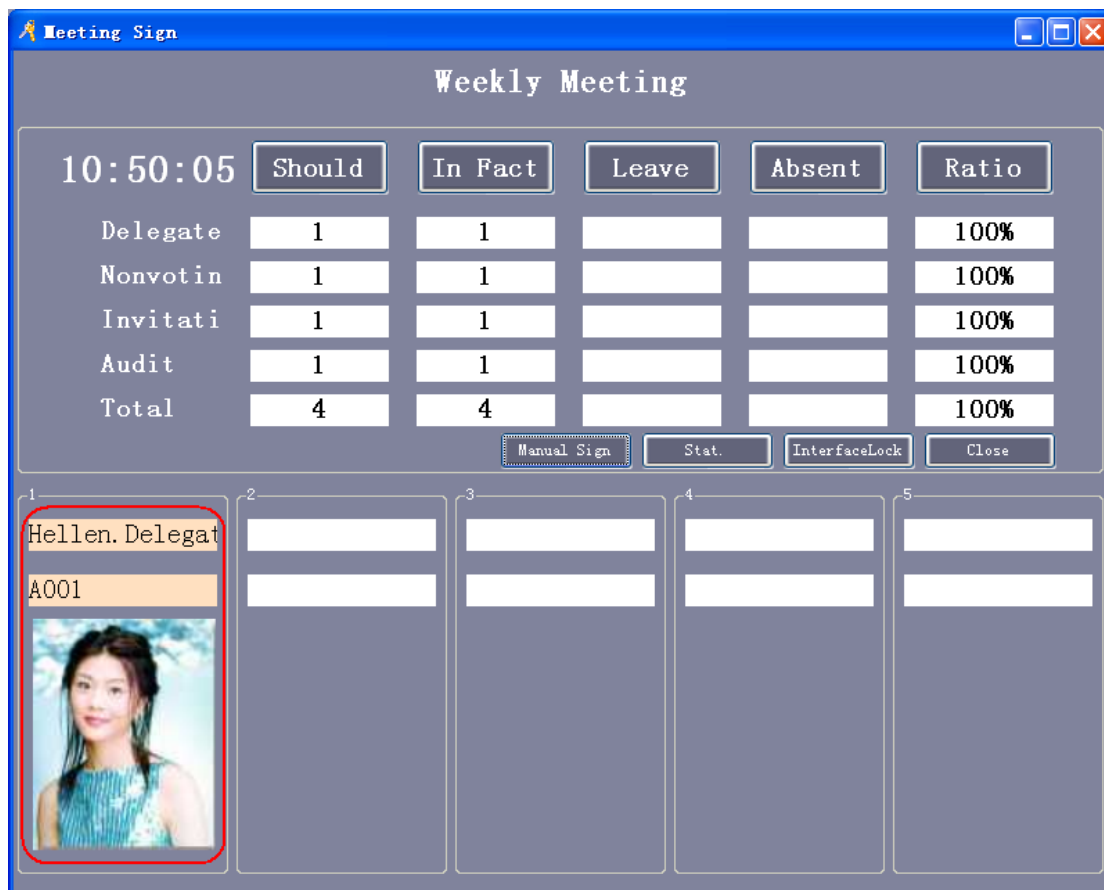 Meeting Sign
Weekly Meeting
10:50:05 Should In Fact Leave Absent Ratio
Delegate 1 1 100%
Nonvotin 1 1 100%
Invitati 1 1 100%
Audit 1 1 100%
Total 4 4 100%
Manual Sign Stat. InterfaceLock Close
1 2 3 4 5
Hellen.Delegat
A001